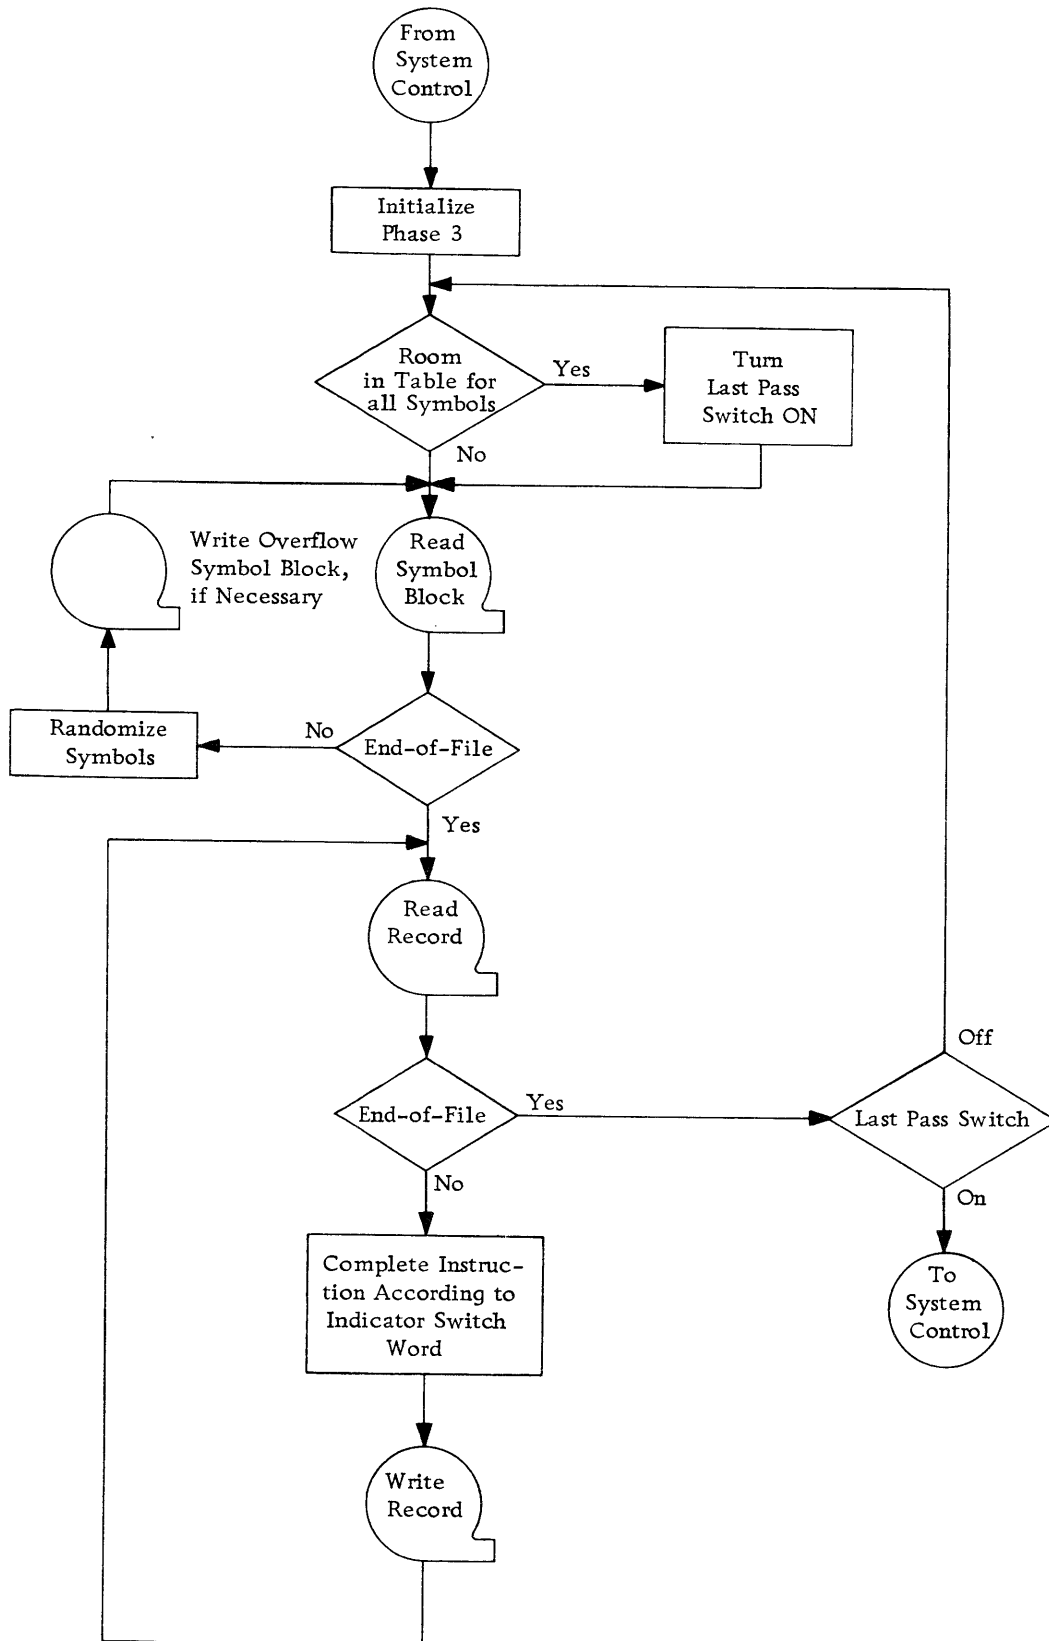 From
System
Control
Initialize
Phase 3
Room
in Table for
all Symbols
Yes
Turn
Last Pass
Switch ON
No
Write Overflow
Symbol Block,
if Necessary
Read
Symbol
Block
Randomize
Symbols
No
End-of-File
Yes
Read
Record
Off
End-of-File
Yes
Last Pass Switch
No
On
Complete Instruc-
tion According to
Indicator Switch
Word
To
System
Control
Write
Record